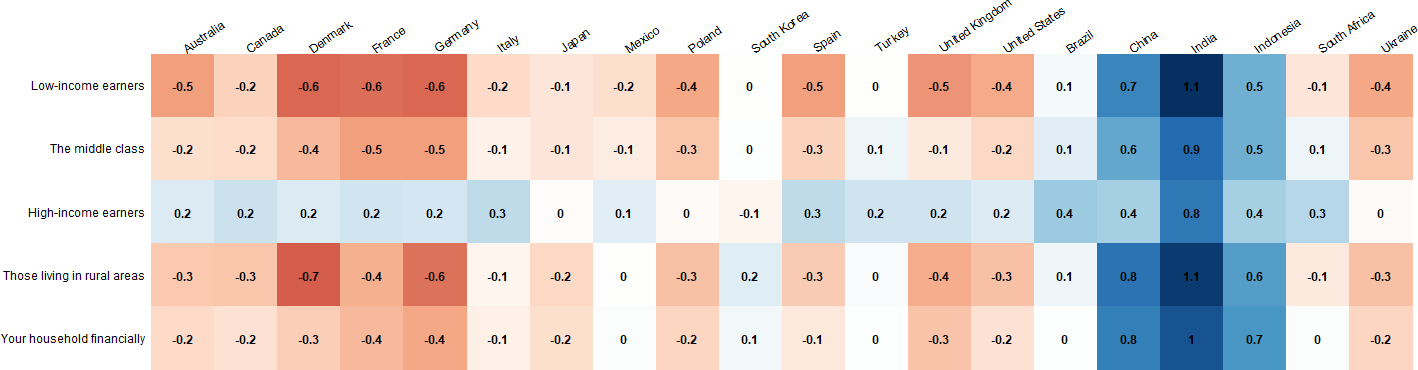 Australia Canada Denmark France Germany Italy Japan Mexico Poland South Korea Spain Turkey United Kingdom United States Brazil China India Indonesia South Africa Ukraine
Low-income earners -0.5 -0.2 -0.6 -0.6 -0.6 -0.2 -0.1 -0.2 -0.4 0 -0.5 0 -0.5 -0.4 0.1 0.7 1.1 0.5 -0.1 -0.4
The middle class -0.2 -0.2 -0.4 -0.5 -0.5 -0.1 -0.1 -0.1 -0.3 0 -0.3 0.1 -0.1 -0.2 0.1 0.6 0.9 0.5 0.1 -0.3
High-income earners 0.2 0.2 0.2 0.2 0.2 0.3 0 0.1 0 -0.1 0.3 0.2 0.2 0.2 0.4 0.4 0.8 0.4 0.3 0
Those living in rural areas -0.3 -0.3 -0.7 -0.4 -0.6 -0.1 -0.2 0 -0.3 0.2 -0.3 0 -0.4 -0.3 0.1 0.8 1.1 0.6 -0.1 -0.3
Your household financially -0.2 -0.2 -0.3 -0.4 -0.4 -0.1 -0.2 0 -0.2 0.1 -0.1 0 -0.3 -0.2 0 0.8 1 0.7 0 -0.2